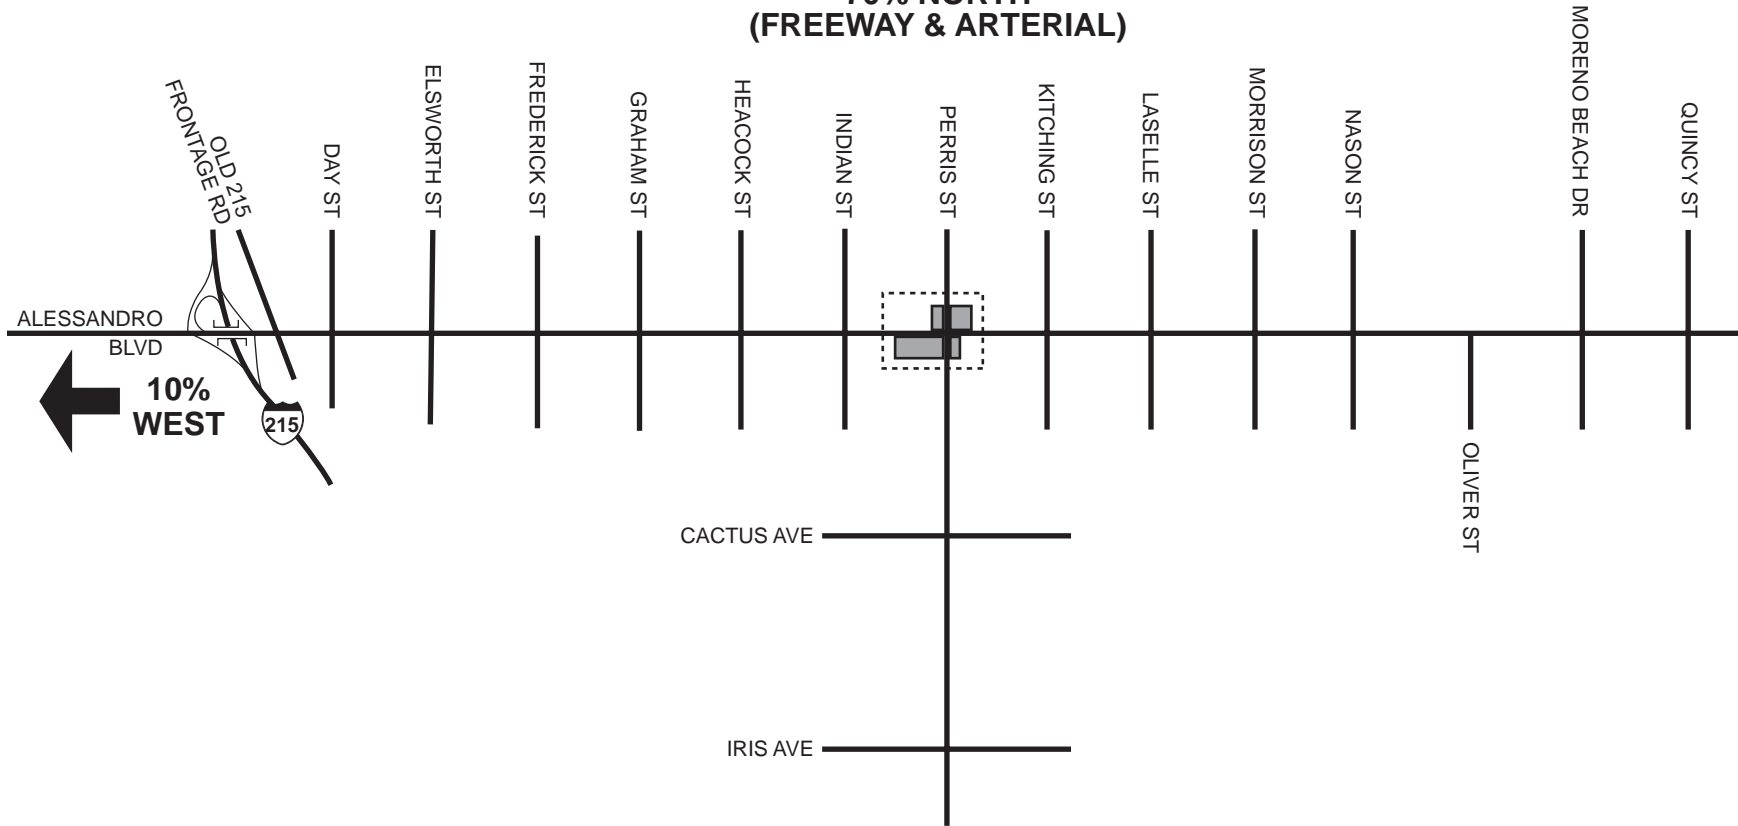 70% NORTH
(FREEWAY & ARTERIAL)
MORENO BEACH DR
ELSWORTH ST
FREDERICK ST
GRAHAM ST
HEACOCK ST
INDIAN ST
PERRIS ST
KITCHING ST
LASELLE ST
MORRISON ST
NASON ST
QUINCY ST
FRONTAGE RD
OLD 215
DAY ST
ALESSANDRO
BLVD
10%
WEST
215
OLIVER ST
CACTUS AVE
IRIS AVE